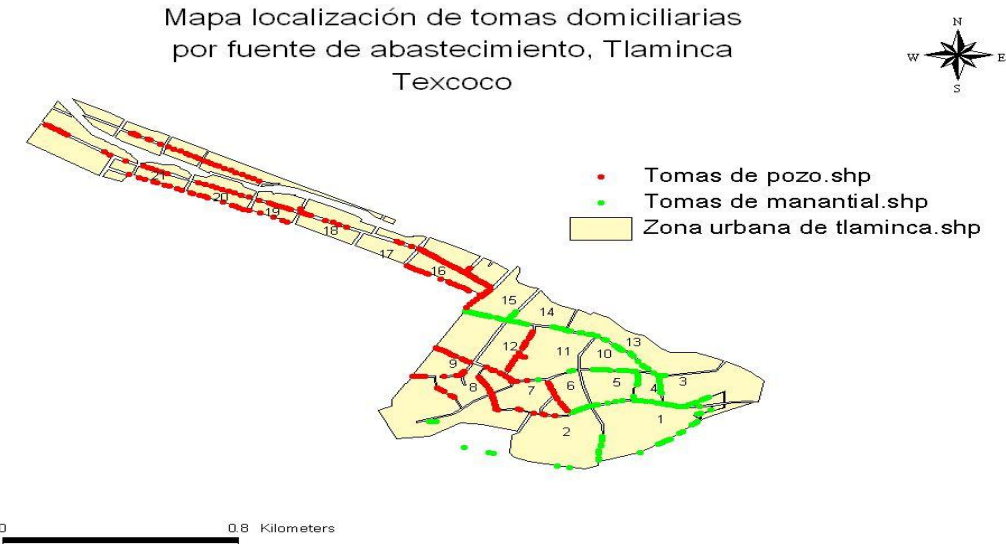 Mapa localización de tomas domiciliarias
por fuente de abastecimiento, Tlaminca
Texcoco
N
W
E
S
Tomas de pozo.shp
Tomas de manantial.shp
Zona urbana de tlaminca.shp
21
20
19
18
17
16
15
14
13
12
11
10
9
8
7
6
5
4
3
2
1
0
0.8 Kilometers